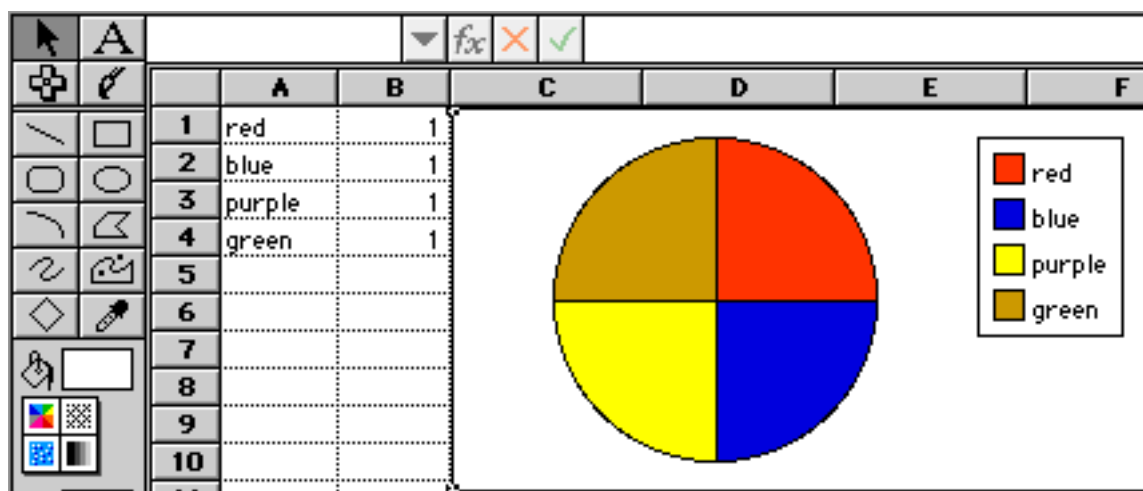 A
fx
A B C D E F
1 red 1
2 blue 1
3 purple 1
4 green 1
5
6
7
8
9
10
red
blue
purple
green